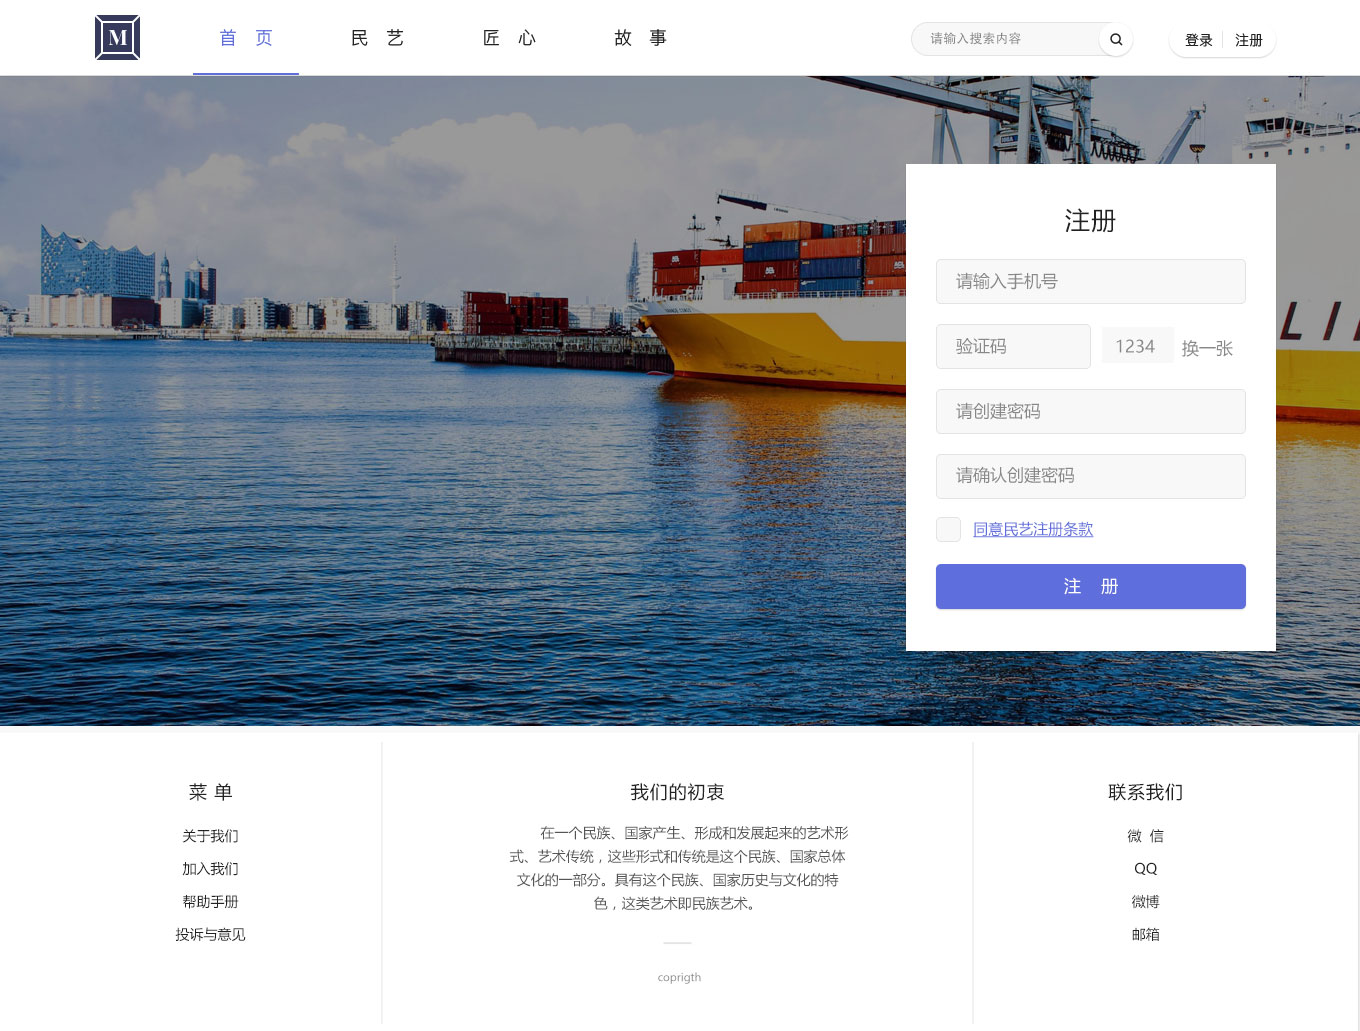 M
首 页
民 艺
匠 心
故 事
请输入搜索内容
登录
注册
注册
请输入手机号
验证码
1234
换一张
请创建密码
请确认创建密码
同意民艺注册条款
注 册
菜 单
关于我们
加入我们
帮助手册
投诉与意见
我们的初衷
在一个民族、国家产生、形成和发展起来的艺术形
式、艺术传统，这些形式和传统是这个民族、国家总体
文化的一部分。具有这个民族、国家历史与文化的特
色，这类艺术即民族艺术。
coprigth
联系我们
微 信
QQ
微博
邮箱